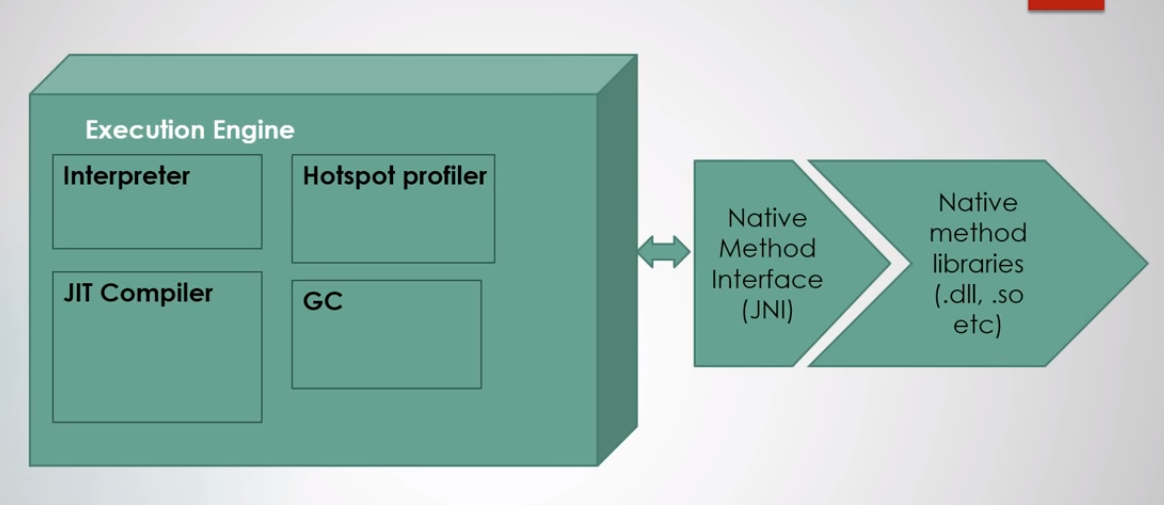 Execution Engine
Interpreter
Hotspot profiler
JIT Compiler
GC
Native
Method
Interface
(JNI)
Native
method
libraries
(.dll, .so
etc)